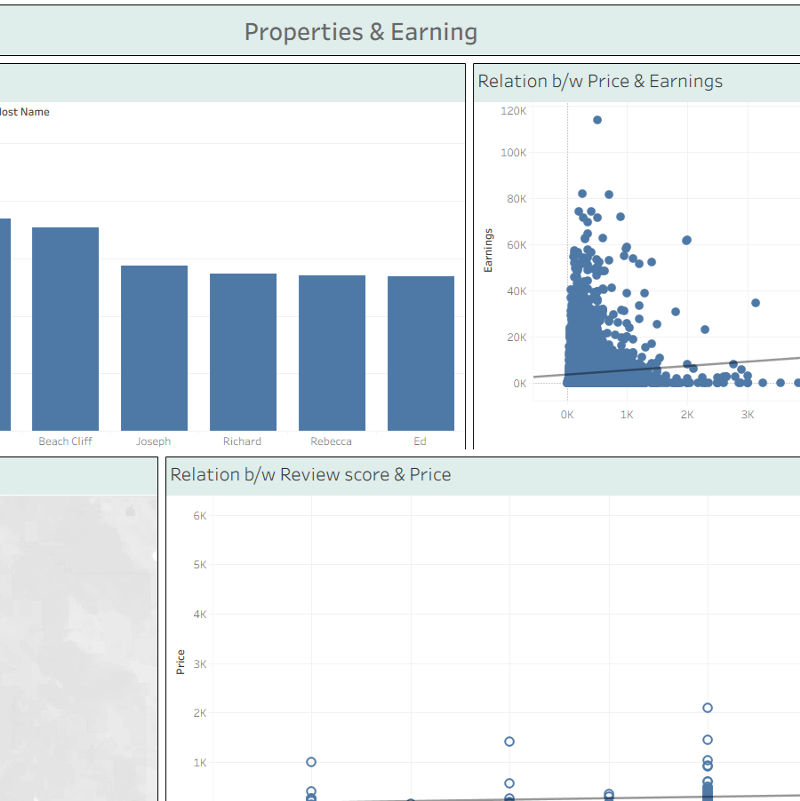 Properties & Earning
Host Name
Beach Cliff
Joseph
Richard
Rebecca
Ed
Relation b/w Price & Earnings
Earnings
120K
100K
80K
60K
40K
20K
0K
0K
1K
2K
3K
Relation b/w Review score & Price
Price
6K
5K
4K
3K
2K
1K